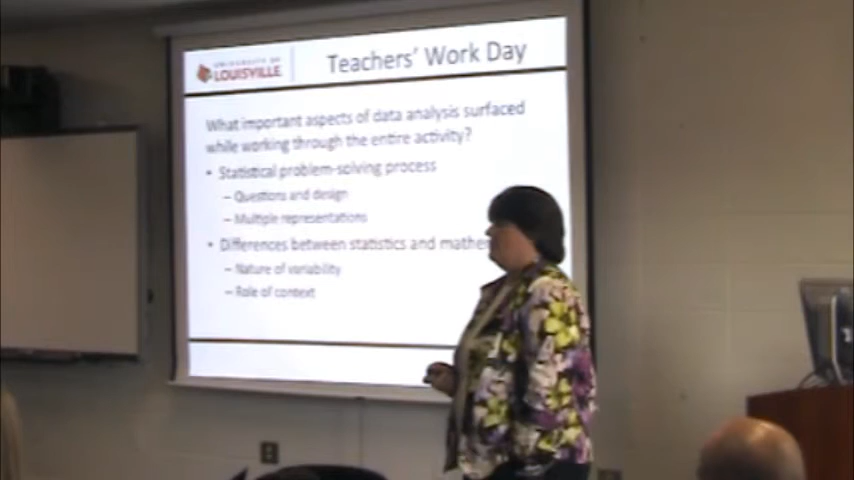 UNIVERSITY OF
LOUISVILLE
Teachers' Work Day
What important aspects of data analysis surfaced
while working through the entire activity?
• Statistical problem-solving process
– Questions and design
– Multiple representations
• Differences between statistics and mathe
– Nature of variability
– Role of context